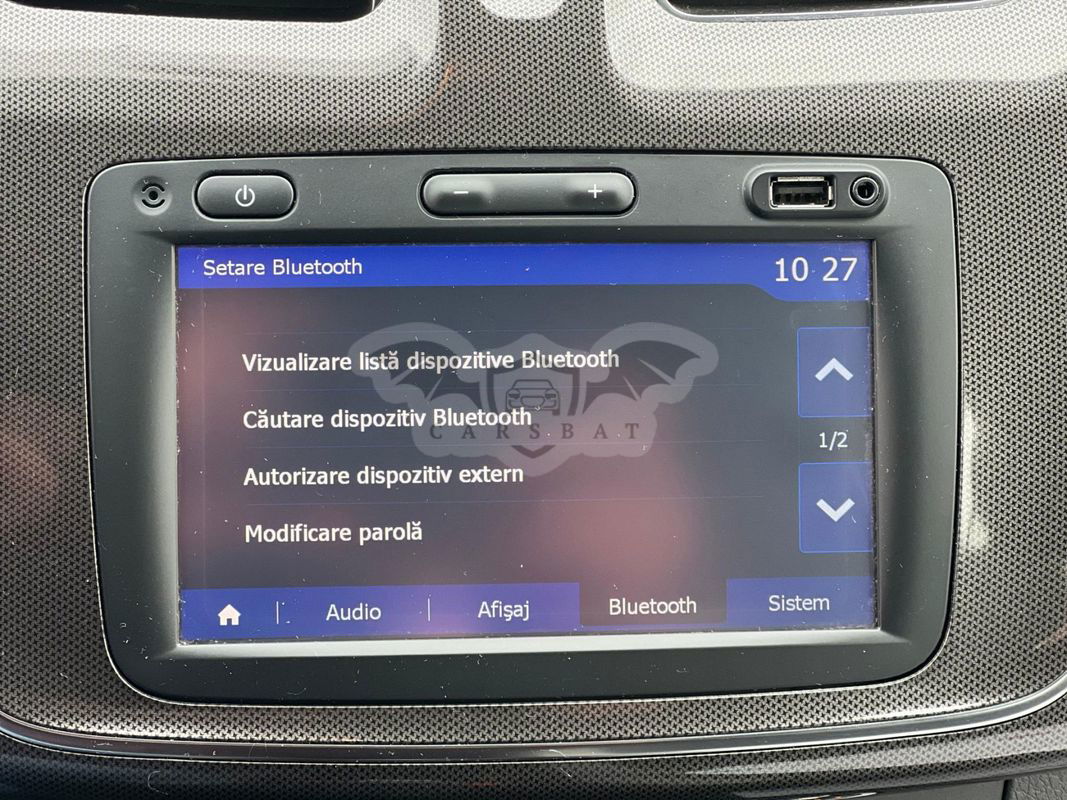 Setare Bluetooth
10 27
Vizualizare listă dispozitive Bluetooth
Căutare dispozitiv Bluetooth
CARSBAT
Autorizare dispozitiv extern
1/2
Modificare parolă
Audio
Afişaj
Bluetooth
Sistem